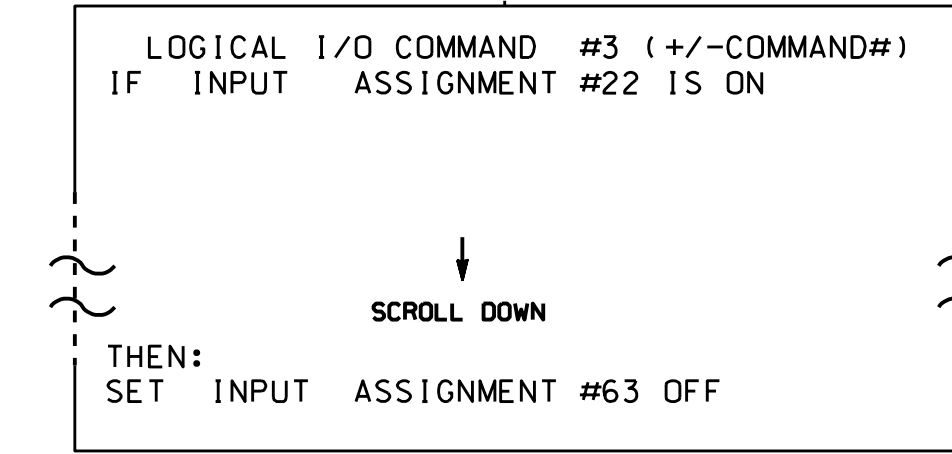 LOGICAL I/O COMMAND #3 (+/-COMMAND#)
IF INPUT ASSIGNMENT #22 IS ON
SCROLL DOWN
THEN:
SET INPUT ASSIGNMENT #63 OFF